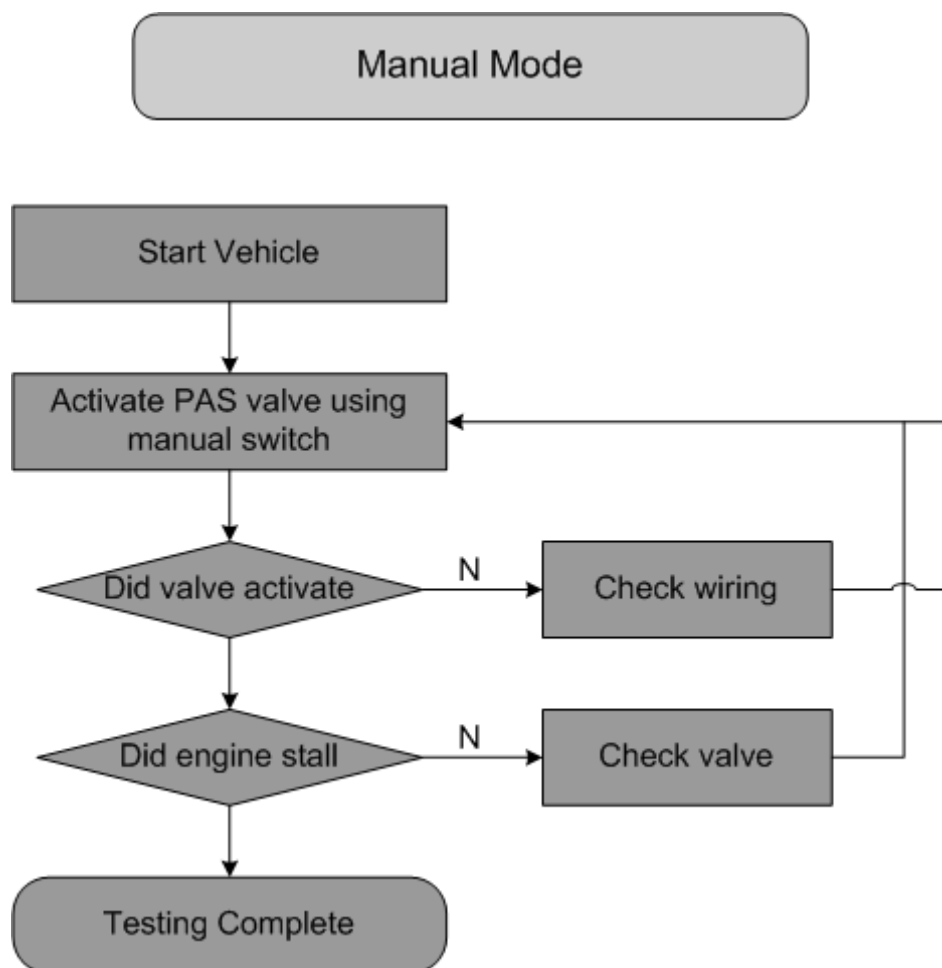 Manual Mode
Start Vehicle
Activate PAS valve using
manual switch
Did valve activate
N
Check wiring
Did engine stall
N
Check valve
Testing Complete